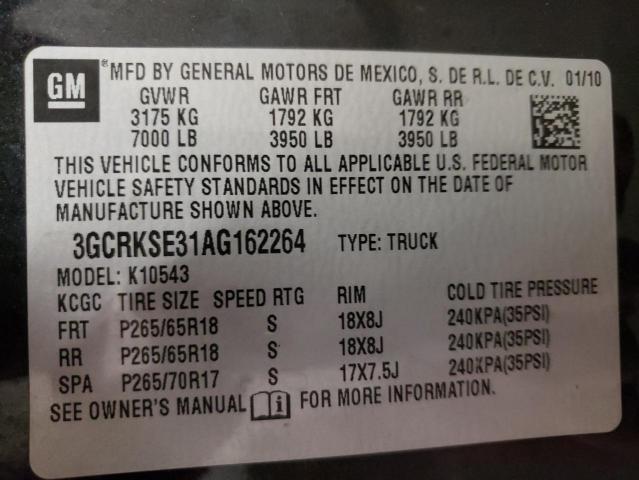 GM ® MFD BY GENERAL MOTORS DE MEXICO, S. DE R.L. DE C.V. 01/10
GVWR GAWR FRT GAWR RR
3175 KG 1792 KG 1792 KG
7000 LB 3950 LB 3950 LB
THIS VEHICLE CONFORMS TO ALL APPLICABLE U.S. FEDERAL MOTOR
VEHICLE SAFETY STANDARDS IN EFFECT ON THE DATE OF
MANUFACTURE SHOWN ABOVE.
3GCRKSE31AG162264 TYPE: TRUCK
MODEL: K10543
KCGC TIRE SIZE SPEED RTG RIM COLD TIRE PRESSURE
FRT P265/65R18 S 18X8J 240KPA(35PSI)
RR P265/65R18 S 18X8J 240KPA(35PSI)
SPA P265/70R17 S 17X7.5J 240KPA(35PSI)
SEE OWNER'S MANUAL i FOR MORE INFORMATION.